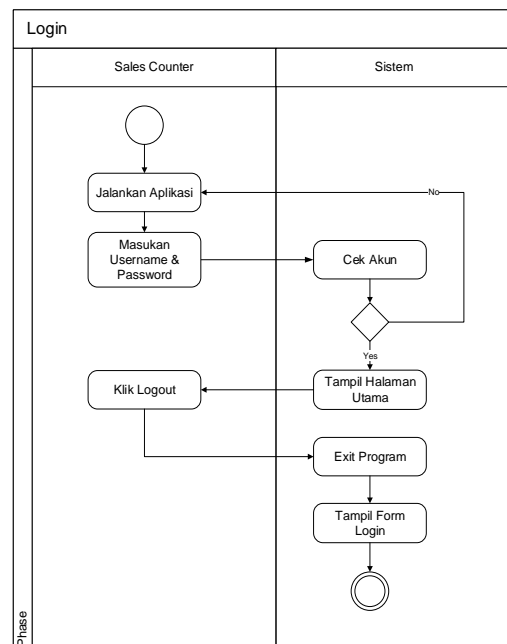 Login
Sales Counter
Sistem
Jalankan Aplikasi
No
Masukan
Username &
Password
Cek Akun
Yes
Klik Logout
Tampil Halaman
Utama
Exit Program
Tampil Form
Login
Phase